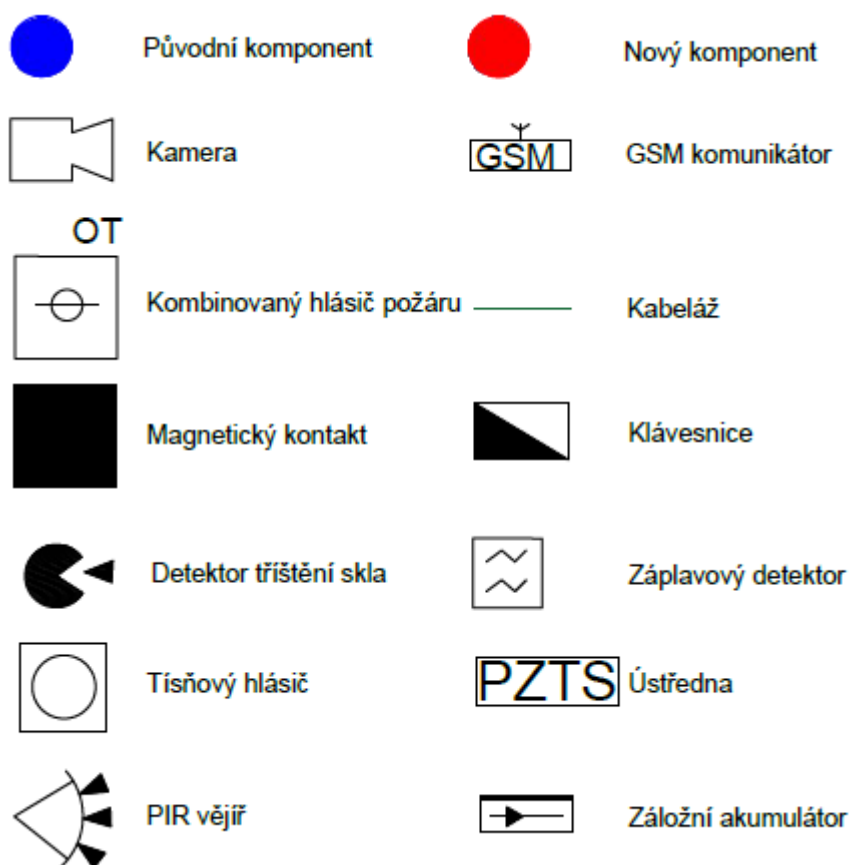 Původní komponent
Nový komponent
Kamera
GSM
GSM komunikátor
OT
Kombinovaný hlásič požáru
Kabeláž
Magnetický kontakt
Klávesnice
Detektor tříštění skla
Záplavový detektor
Tísňový hlásič
PZTS
Ústředna
PIR vějíř
Záložní akumulátor